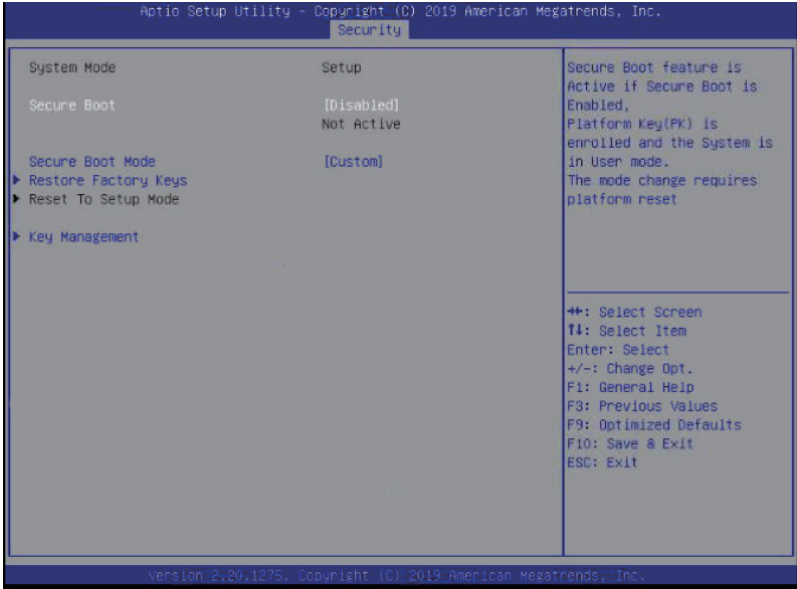 Aptio Setup Utility - Copyright (C) 2019 American Megatrends, Inc.
Security
System Mode Setup
Secure Boot [Disabled]
Not Active
Secure Boot Mode [Custom]
Restore Factory Keys
Reset To Setup Mode
Key Management
Secure Boot feature is
Active if Secure Boot is
Enabled,
Platform Key(PK) is
enrolled and the System is
in User mode.
The mode change requires
platform reset
→←: Select Screen
↑↓: Select Item
Enter: Select
+/-: Change Opt.
F1: General Help
F3: Previous Values
F9: Optimized Defaults
F10: Save & Exit
ESC: Exit
Version 2.20.1275. Copyright (C) 2019 American Megatrends, Inc.